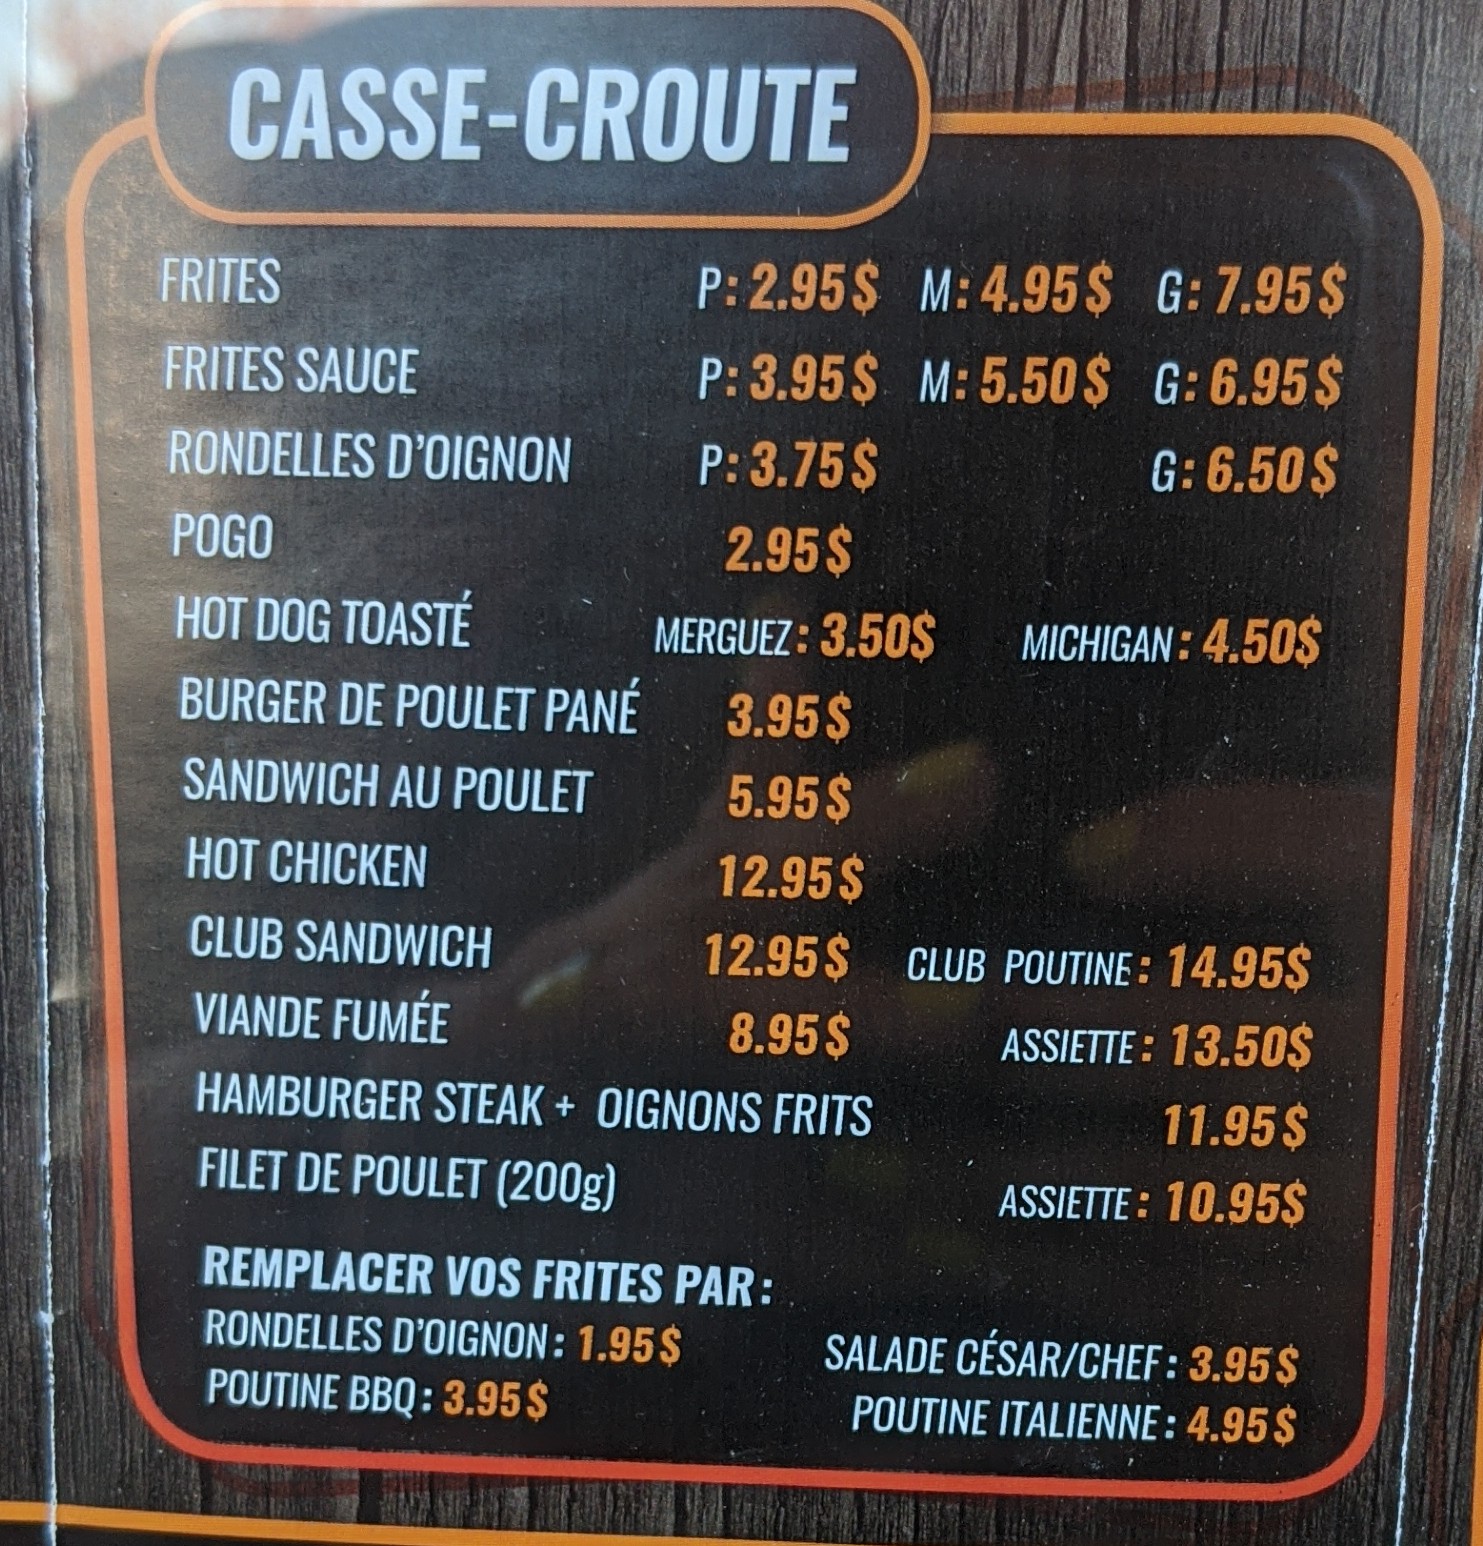 CASSE-CROUTE
FRITES P: 2.95$ M: 4.95$ G: 7.95$
FRITES SAUCE P: 3.95$ M: 5.50$ G: 6.95$
RONDELLES D'OIGNON P: 3.75$ G: 6.50$
POGO 2.95$
HOT DOG TOASTÉ MERGUEZ: 3.50$ MICHIGAN: 4.50$
BURGER DE POULET PANÉ 3.95$
SANDWICH AU POULET 5.95$
HOT CHICKEN 12.95$
CLUB SANDWICH 12.95$ CLUB POUTINE: 14.95$
VIANDE FUMÉE 8.95$ ASSIETTE: 13.50$
HAMBURGER STEAK + OIGNONS FRITS 11.95$
FILET DE POULET (200g) ASSIETTE: 10.95$
REMPLACER VOS FRITES PAR:
RONDELLES D'OIGNON: 1.95$ SALADE CÉSAR/CHEF: 3.95$
POUTINE BBQ: 3.95$ POUTINE ITALIENNE: 4.95$